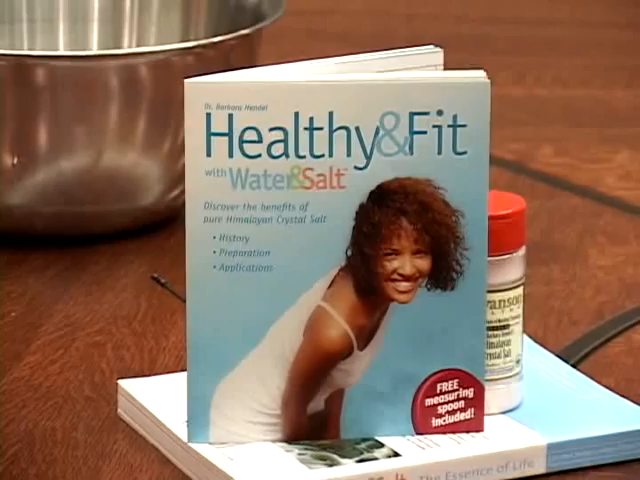 Dr. Barbara Hendel
Healthy&Fit
with Water&Salt™
Discover the benefits of
pure Himalayan Crystal Salt
• History
• Preparation
• Applications
FREE
measuring
spoon
included!
Himalayan
Crystal Salt
The Essence of Life